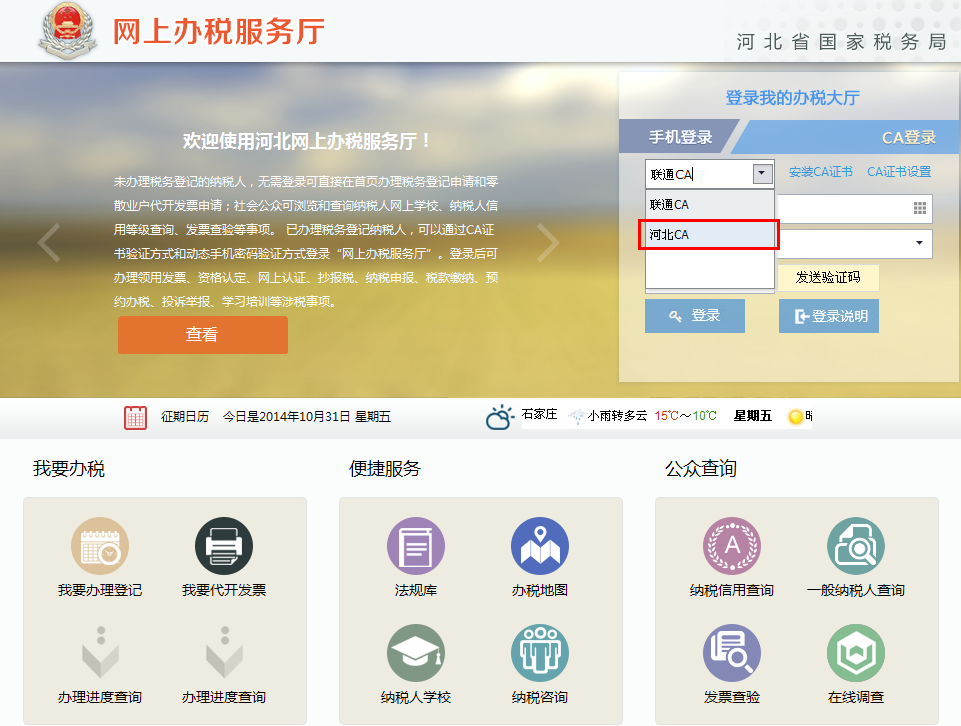 网上办税服务厅
河北省国家税务局
登录我的办税大厅
手机登录
CA登录
联通CA
安装CA证书
CA证书设置
联通CA
河北CA
发送验证码
登录
登录说明
欢迎使用河北网上办税服务厅！
未办理税务登记的纳税人，无需登录可直接在首页办理税务登记申请和零
散业户代开发票申请；社会公众可浏览和查询纳税人网上学校、纳税人信
用等级查询、发票查验等事项。 已办理税务登记纳税人，可以通过CA证
书验证方式和动态手机密码验证方式登录“网上办税服务厅”。登录后可
办理领用发票、资格认定、网上认证、抄报税、纳税申报、税款缴纳、预
约办税、投诉举报、学习培训等涉税事项。
查看
征期日历 今日是2014年10月31日 星期五
石家庄 小雨转多云 15℃～10℃ 星期五
我要办税
我要办理登记
我要代开发票
办理进度查询
办理进度查询
便捷服务
法规库
办税地图
纳税人学校
纳税咨询
公众查询
A
纳税信用查询
一般纳税人查询
发票查验
在线调查